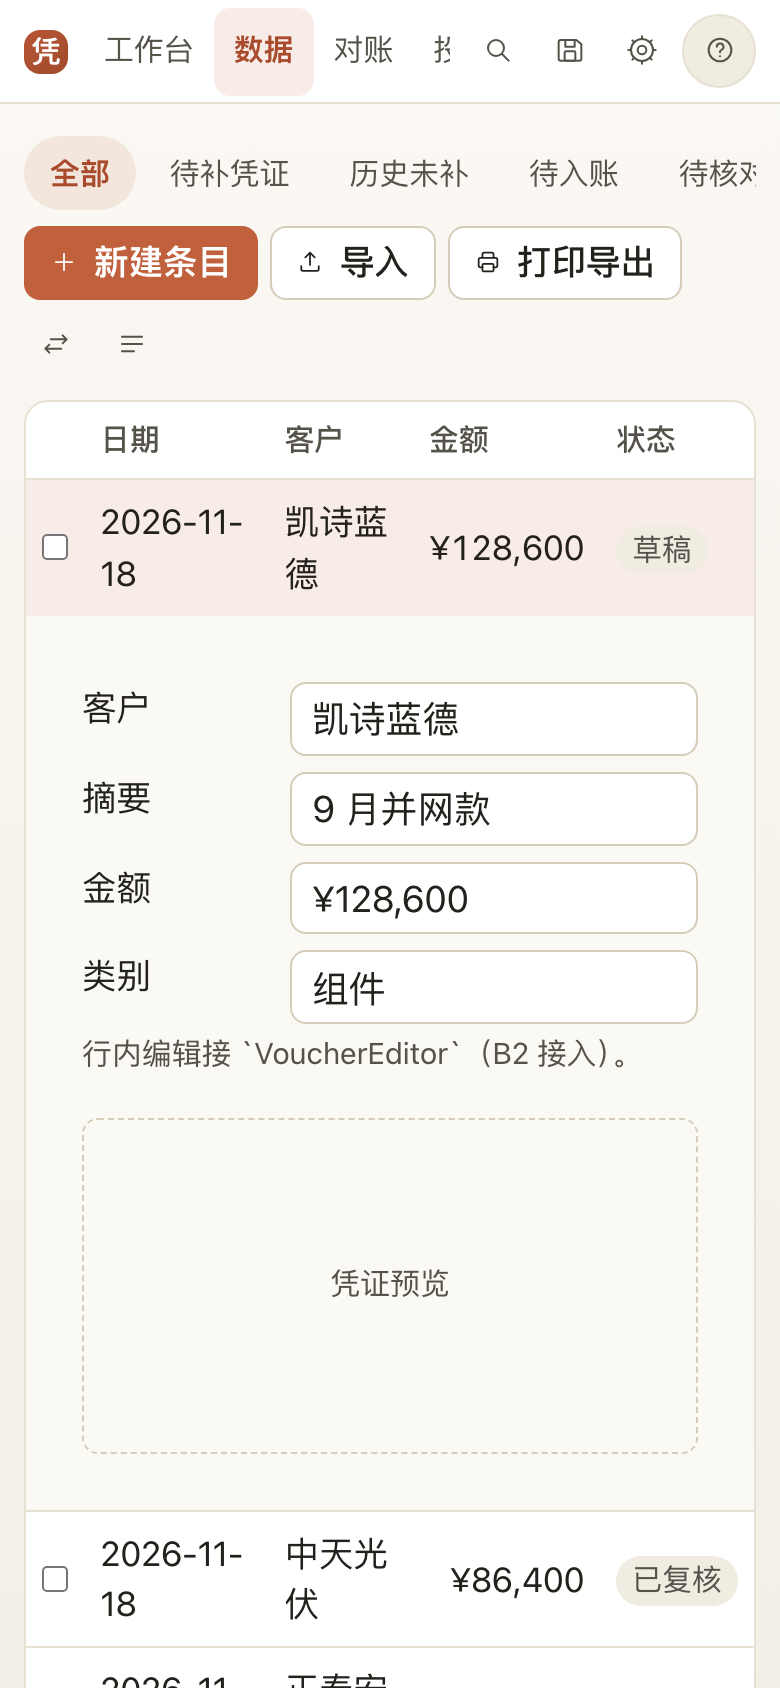 凭 工作台 数据 对账
全部 待补凭证 历史未补 待入账 待核对
新建条目 导入 打印导出
日期 客户 金额 状态
2026-11-18 凯诗蓝德 ¥128,600 草稿
客户 凯诗蓝德
摘要 9 月并网款
金额 ¥128,600
类别 组件
行内编辑接 `VoucherEditor`（B2 接入）。
凭证预览
2026-11-18 中天光伏 ¥86,400 已复核